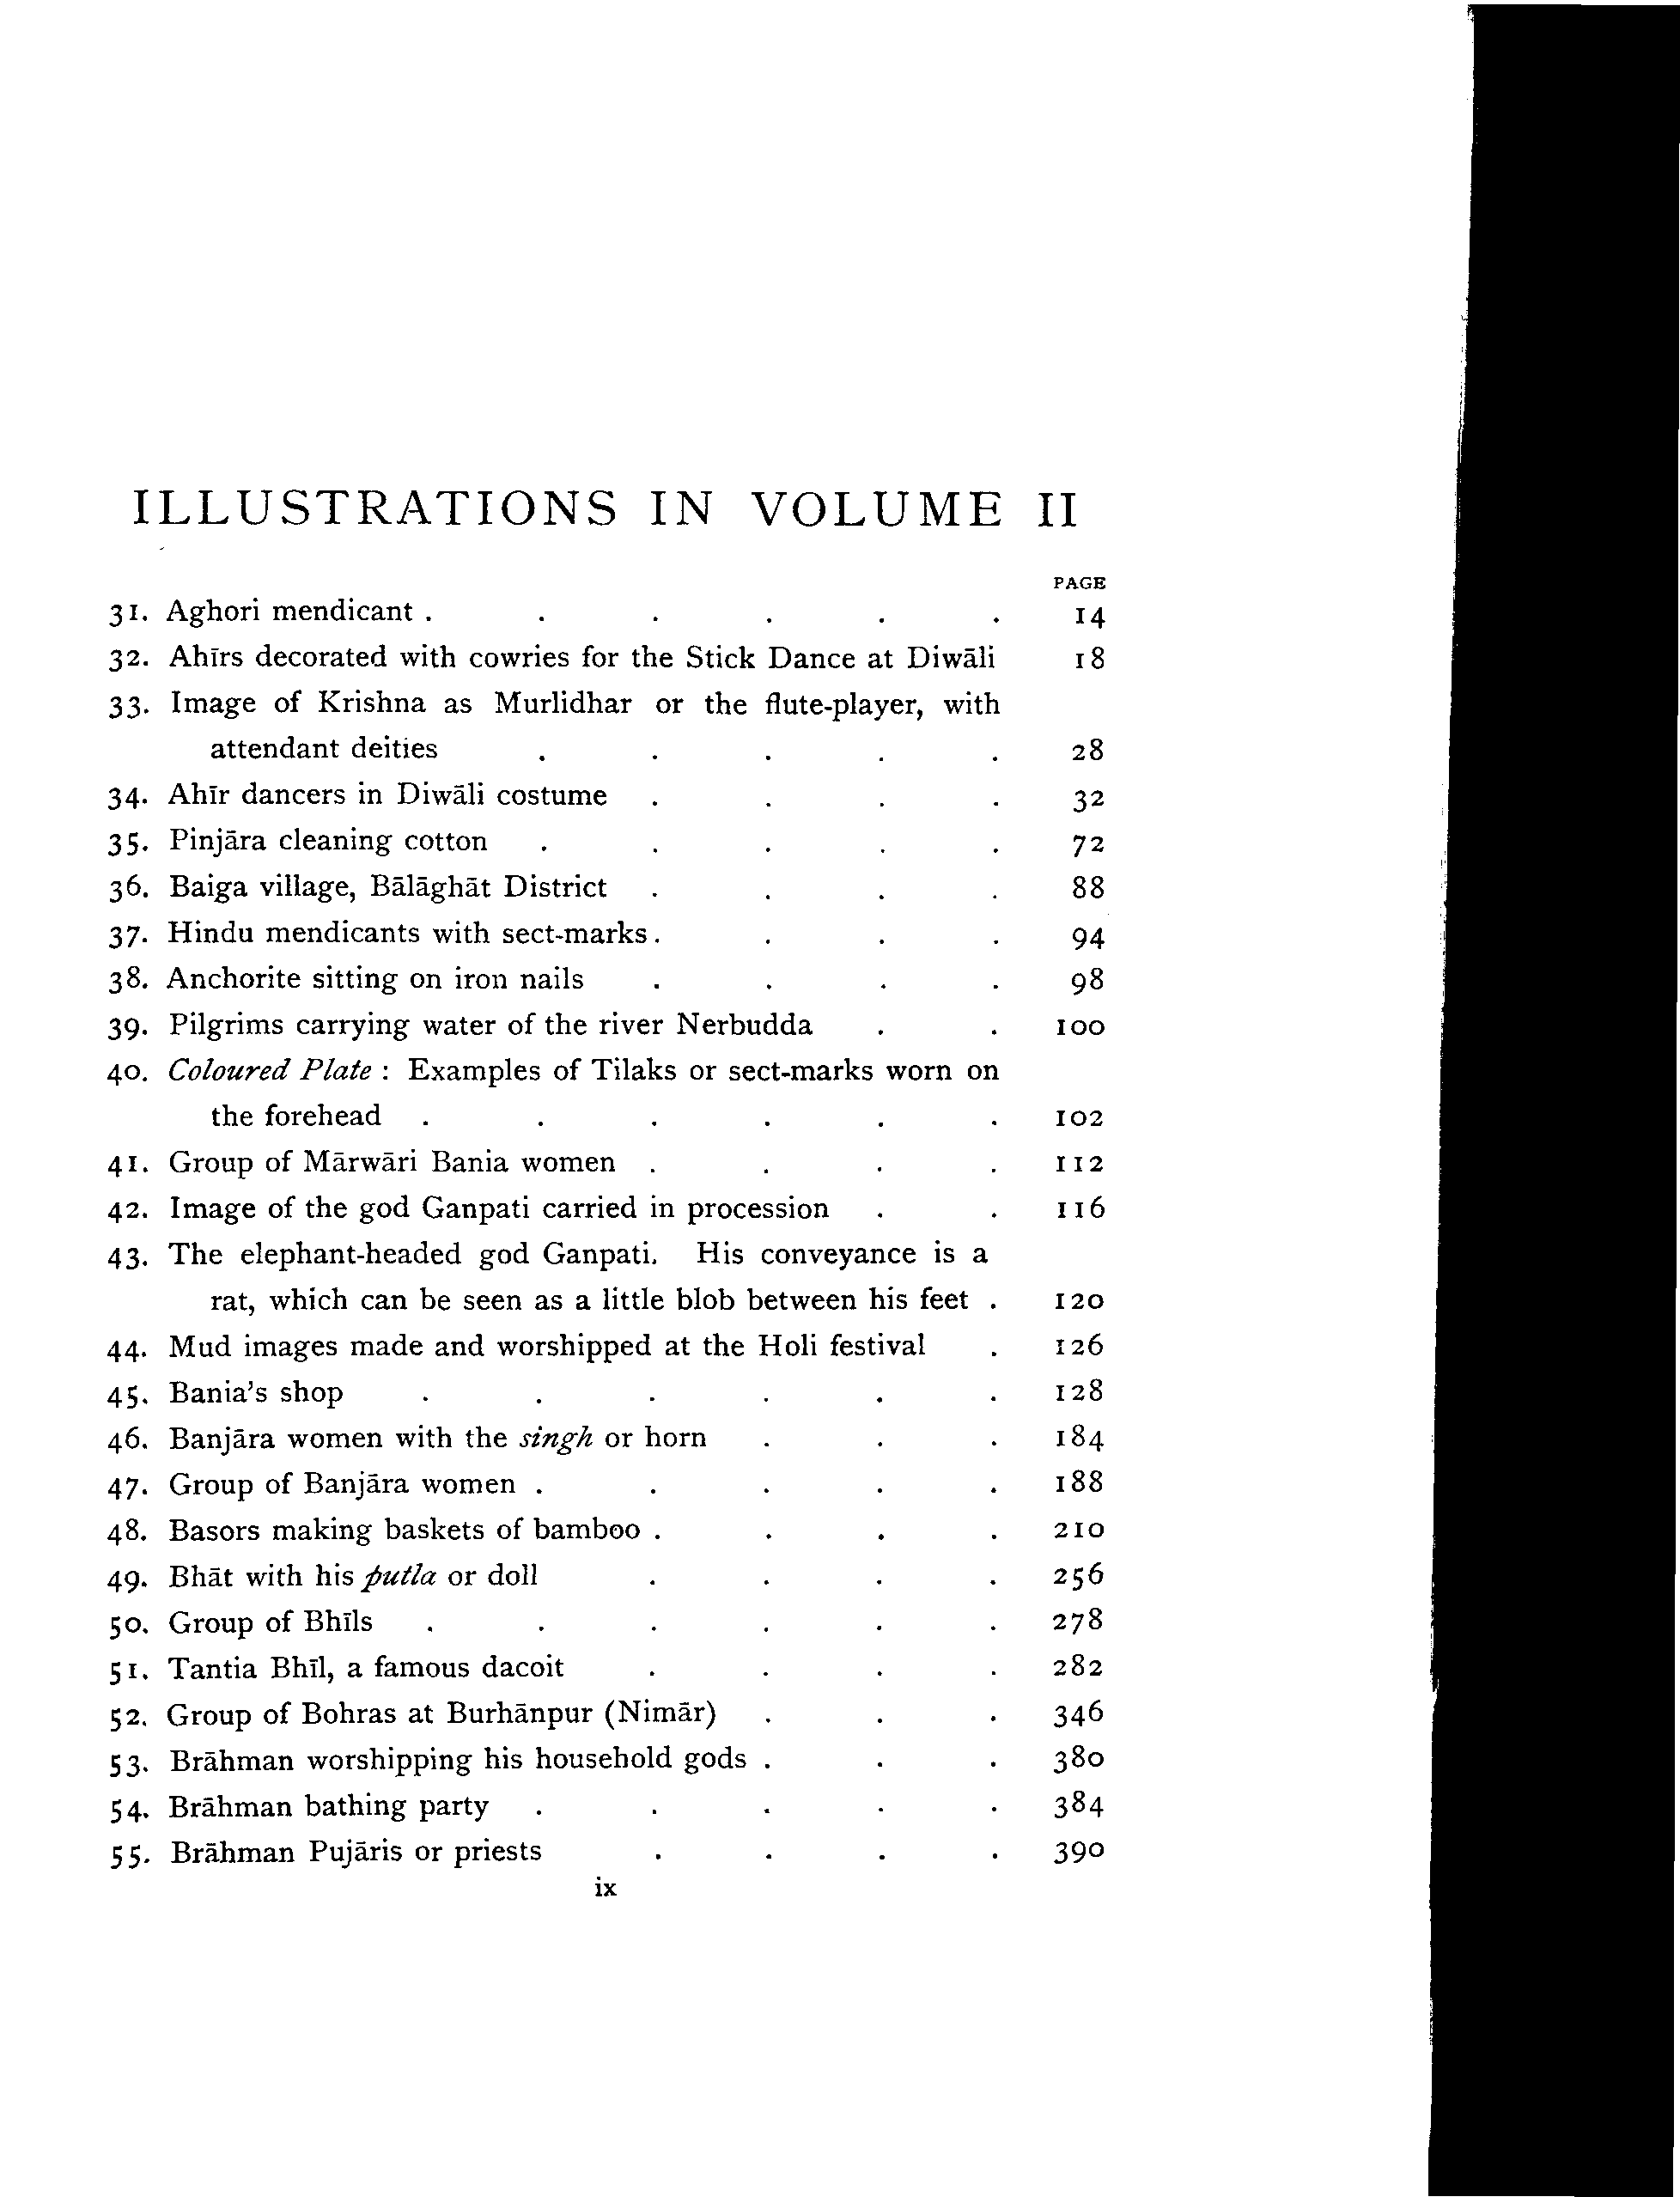 ILLUSTRATIONS IN VOLUME II
PAGE
31. Aghori mendicant . . . . . . 14
32. Ahīrs decorated with cowries for the Stick Dance at Diwāli 18
33. Image of Krishna as Murlidhar or the flute-player, with
attendant deities . . . . . 28
34. Ahīr dancers in Diwāli costume . . . . 32
35. Pinjāra cleaning cotton . . . . . 72
36. Baiga village, Bālāghāt District . . . . 88
37. Hindu mendicants with sect-marks . . . . 94
38. Anchorite sitting on iron nails . . . . 98
39. Pilgrims carrying water of the river Nerbudda . . 100
40. Coloured Plate : Examples of Tilaks or sect-marks worn on
the forehead . . . . . . 102
41. Group of Mārwāri Bania women . . . . 112
42. Image of the god Ganpati carried in procession . . 116
43. The elephant-headed god Ganpati. His conveyance is a
rat, which can be seen as a little blob between his feet . 120
44. Mud images made and worshipped at the Holi festival . 126
45. Bania's shop . . . . . . 128
46. Banjāra women with the singh or horn . . . 184
47. Group of Banjāra women . . . . . 188
48. Basors making baskets of bamboo . . . . 210
49. Bhāt with his putla or doll . . . . 256
50. Group of Bhīls . . . . . . 278
51. Tantia Bhīl, a famous dacoit . . . . 282
52. Group of Bohras at Burhānpur (Nimār) . . . 346
53. Brāhman worshipping his household gods . . . 380
54. Brāhman bathing party . . . . . 384
55. Brāhman Pujāris or priests . . . . 390
ix